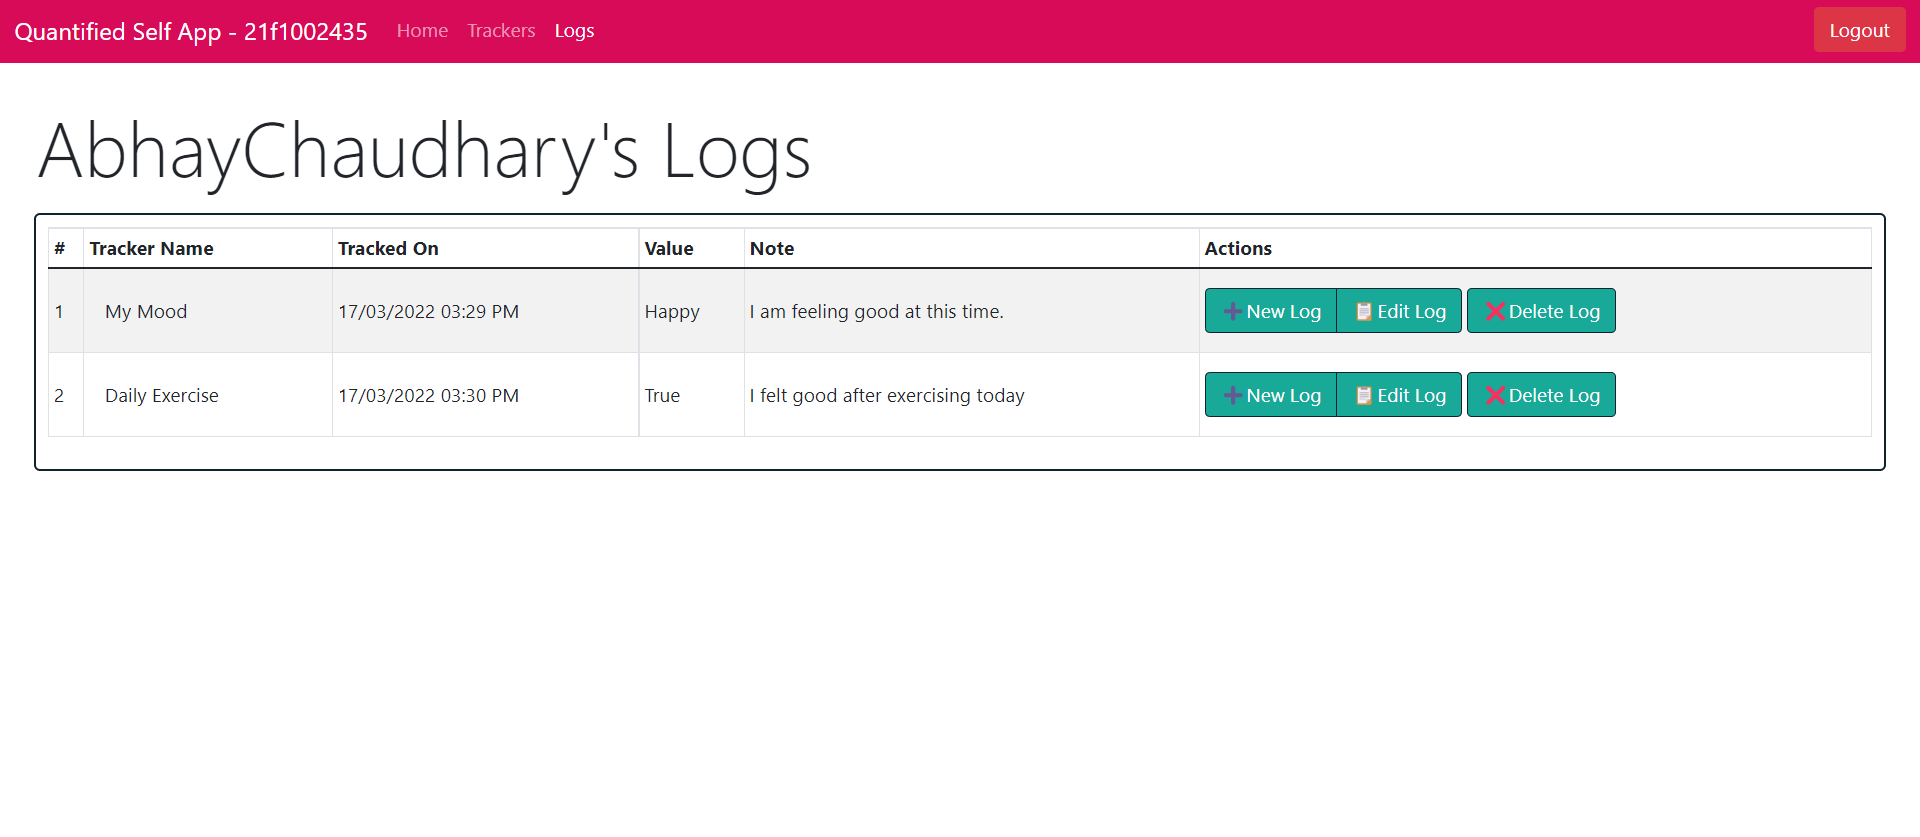 Quantified Self App - 21f1002435 Home Trackers Logs Logout
AbhayChaudhary's Logs
# Tracker Name Tracked On Value Note Actions
1 My Mood 17/03/2022 03:29 PM Happy I am feeling good at this time. ➕New Log 📋Edit Log ❌Delete Log
2 Daily Exercise 17/03/2022 03:30 PM True I felt good after exercising today ➕New Log 📋Edit Log ❌Delete Log